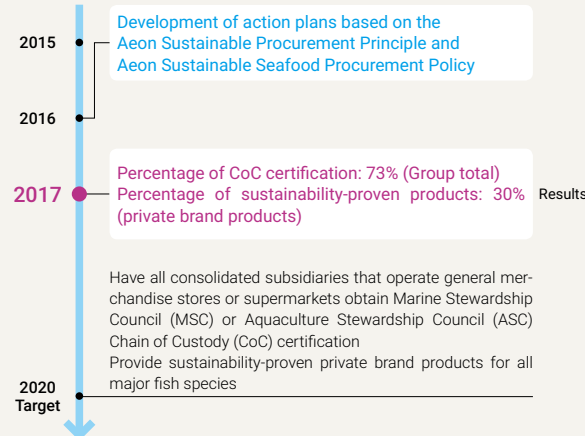 2015
Development of action plans based on the
Aeon Sustainable Procurement Principle and
Aeon Sustainable Seafood Procurement Policy
2016
2017
Percentage of CoC certification: 73% (Group total)
Percentage of sustainability-proven products: 30%
(private brand products)
Results
Have all consolidated subsidiaries that operate general mer-
chandise stores or supermarkets obtain Marine Stewardship
Council (MSC) or Aquaculture Stewardship Council (ASC)
Chain of Custody (CoC) certification
Provide sustainability-proven private brand products for all
major fish species
2020
Target